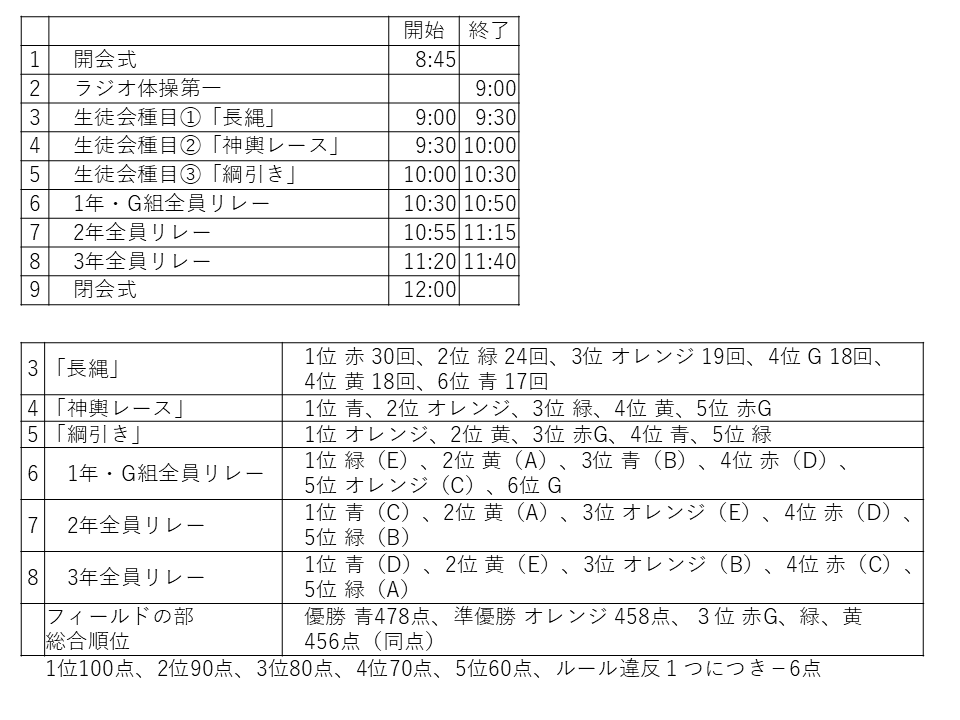 開始 終了
1 開会式 8:45
2 ラジオ体操第一 9:00
3 生徒会種目①「長縄」 9:00 9:30
4 生徒会種目②「神輿レース」 9:30 10:00
5 生徒会種目③「綱引き」 10:00 10:30
6 1年・G組全員リレー 10:30 10:50
7 2年全員リレー 10:55 11:15
8 3年全員リレー 11:20 11:40
9 閉会式 12:00
3 「長縄」 1位 赤 30回、2位 緑 24回、3位 オレンジ 19回、4位 G 18回、
4位 黄 18回、6位 青 17回
4 「神輿レース」 1位 青、2位 オレンジ、3位 緑、4位 黄、5位 赤G
5 「綱引き」 1位 オレンジ、2位 黄、3位 赤G、4位 青、5位 緑
6 1年・G組全員リレー 1位 緑（E）、2位 黄（A）、3位 青（B）、4位 赤（D）、
5位 オレンジ（C）、6位 G
7 2年全員リレー 1位 青（C）、2位 黄（A）、3位 オレンジ（E）、4位 赤（D）、
5位 緑（B）
8 3年全員リレー 1位 青（D）、2位 黄（E）、3位 オレンジ（B）、4位 赤（C）、
5位 緑（A）
フィールドの部 優勝 青478点、準優勝 オレンジ 458点、３位 赤G、緑、黄
総合順位 456点（同点）
1位100点、2位90点、3位80点、4位70点、5位60点、ルール違反１つにつき－6点